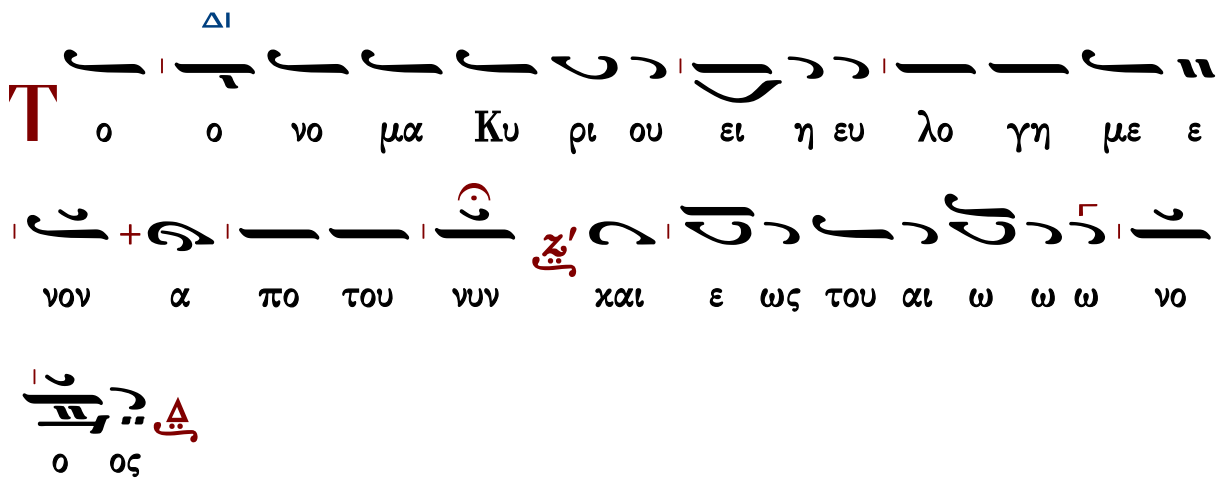 ΔΙ
Το ο νο μα Κυ ρι ου ει η ευ λο γη με ε
νον α πο του νυν ζ´ και ε ως του αι ω ω ω νο
ο ος Δ